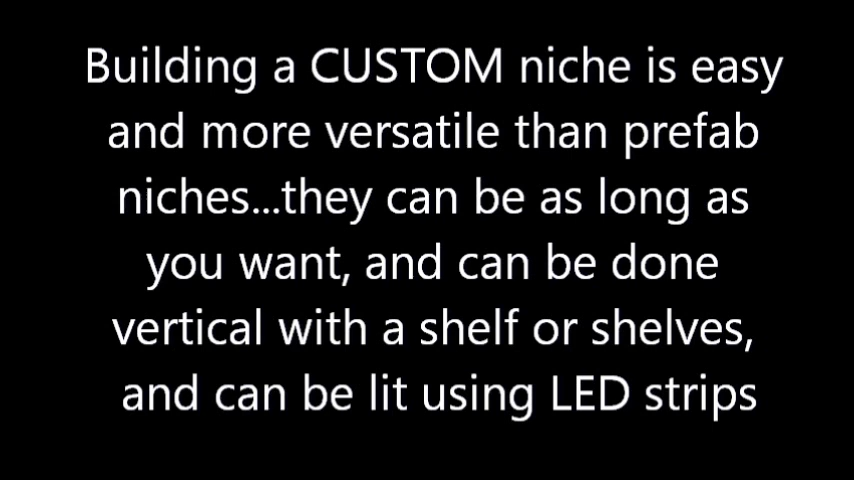 Building a CUSTOM niche is easy
and more versatile than prefab
niches...they can be as long as
you want, and can be done
vertical with a shelf or shelves,
and can be lit using LED strips